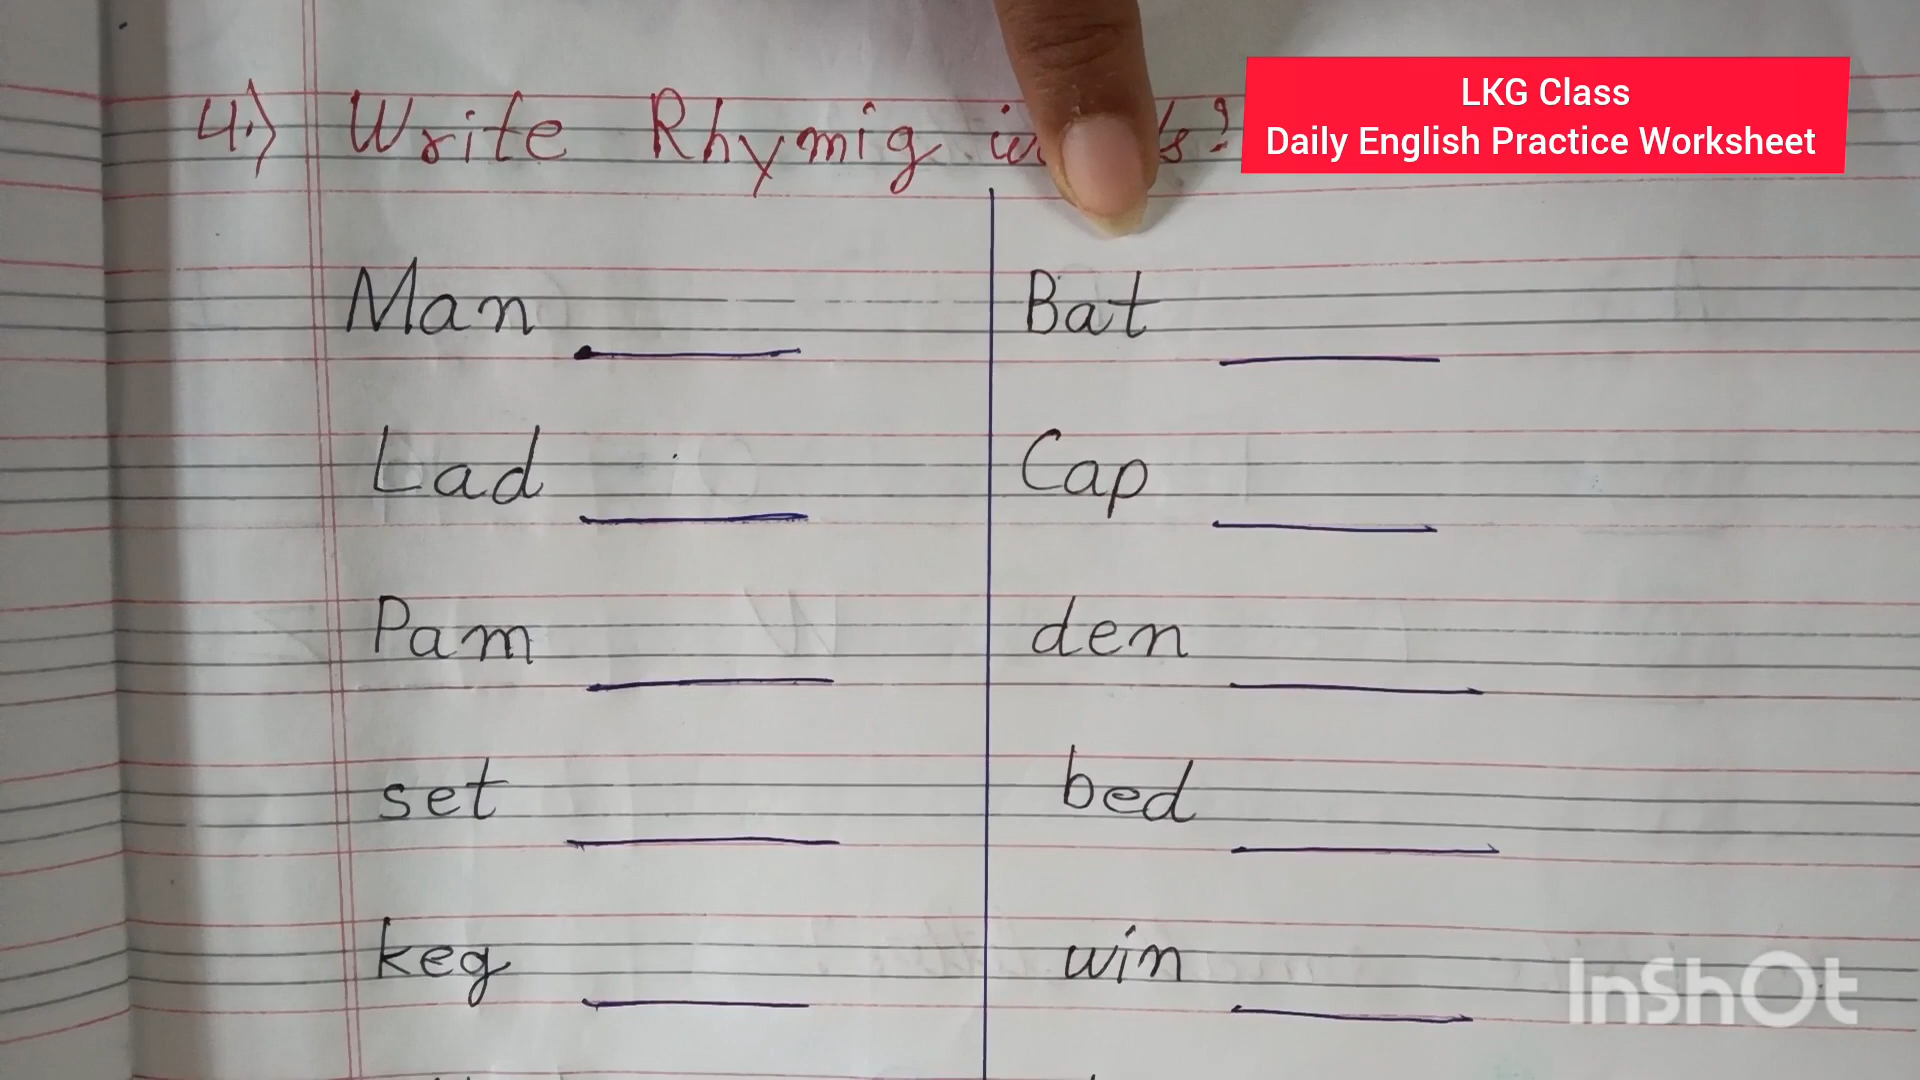 LKG Class
Daily English Practice Worksheet
4.) Write Rhymig
Man
Bat
Lad
Cap
Pam
den
set
bed
keg
win
InShOt